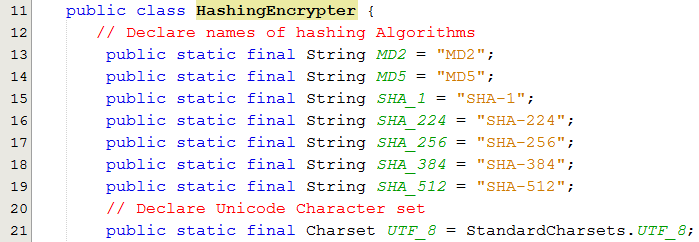 11 public class HashingEncrypter {
12 // Declare names of hashing Algorithms
13 public static final String MD2 = "MD2";
14 public static final String MD5 = "MD5";
15 public static final String SHA_1 = "SHA-1";
16 public static final String SHA_224 = "SHA-224";
17 public static final String SHA_256 = "SHA-256";
18 public static final String SHA_384 = "SHA-384";
19 public static final String SHA_512 = "SHA-512";
20 // Declare Unicode Character set
21 public static final Charset UTF_8 = StandardCharsets.UTF_8;